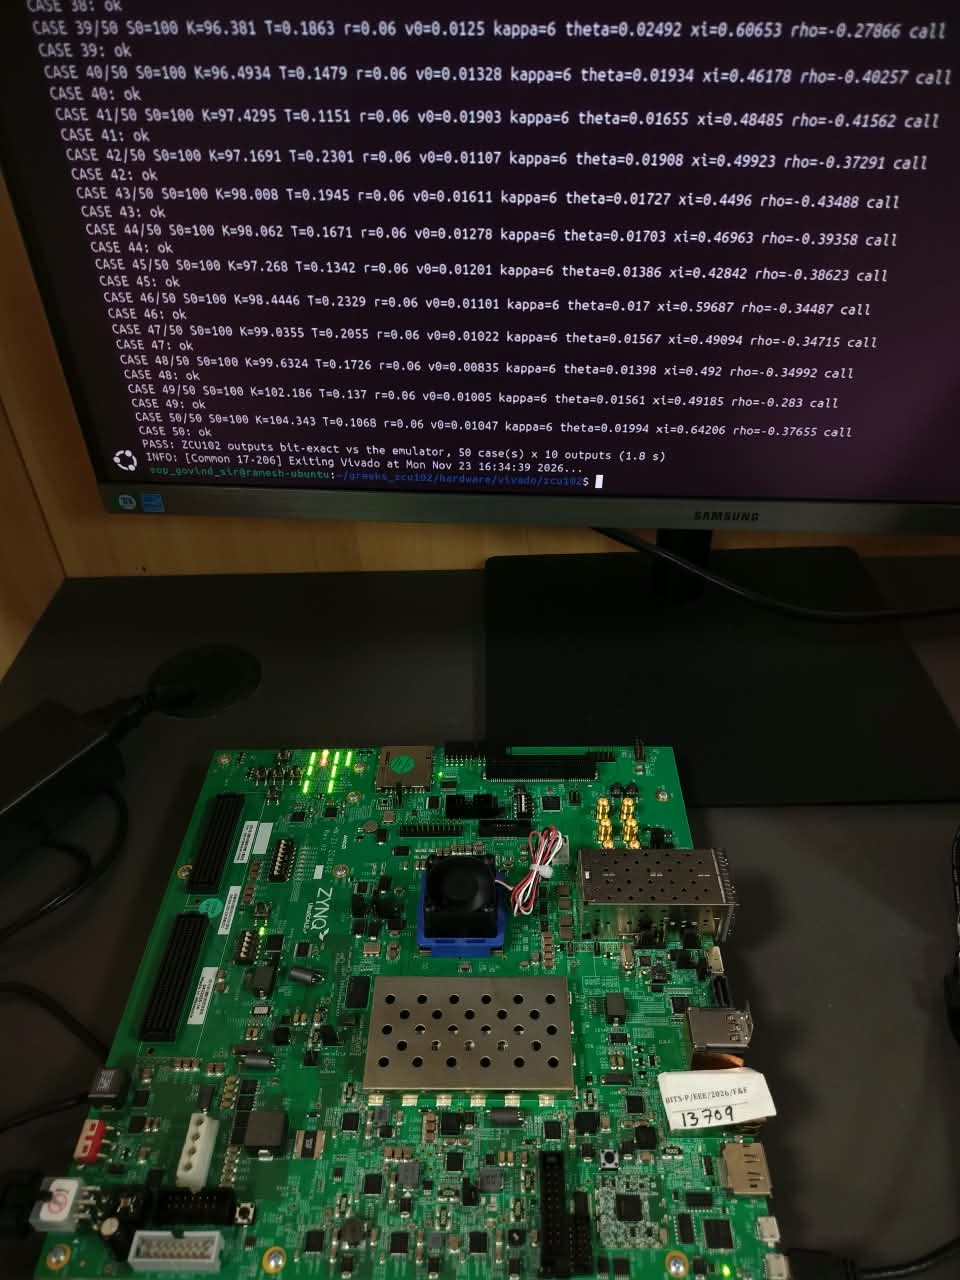 CASE 38: ok
CASE 39/50 S0=100 K=96.381 T=0.1863 r=0.06 v0=0.0125 kappa=6 theta=0.02492 xi=0.60653 rho=-0.27866 call
CASE 39: ok
CASE 40/50 S0=100 K=96.4934 T=0.1479 r=0.06 v0=0.01328 kappa=6 theta=0.01934 xi=0.46178 rho=-0.40257 call
CASE 40: ok
CASE 41/50 S0=100 K=97.4295 T=0.1151 r=0.06 v0=0.01903 kappa=6 theta=0.01655 xi=0.48485 rho=-0.41562 call
CASE 41: ok
CASE 42/50 S0=100 K=97.1691 T=0.2301 r=0.06 v0=0.01107 kappa=6 theta=0.01908 xi=0.49923 rho=-0.37291 call
CASE 42: ok
CASE 43/50 S0=100 K=98.008 T=0.1945 r=0.06 v0=0.01611 kappa=6 theta=0.01727 xi=0.4496 rho=-0.43488 call
CASE 43: ok
CASE 44/50 S0=100 K=98.062 T=0.1671 r=0.06 v0=0.01278 kappa=6 theta=0.01703 xi=0.46963 rho=-0.39358 call
CASE 44: ok
CASE 45/50 S0=100 K=97.268 T=0.1342 r=0.06 v0=0.01201 kappa=6 theta=0.01386 xi=0.42842 rho=-0.38623 call
CASE 45: ok
CASE 46/50 S0=100 K=98.4446 T=0.2329 r=0.06 v0=0.01101 kappa=6 theta=0.017 xi=0.59687 rho=-0.34487 call
CASE 46: ok
CASE 47/50 S0=100 K=99.0355 T=0.2055 r=0.06 v0=0.01022 kappa=6 theta=0.01567 xi=0.49094 rho=-0.34715 call
CASE 47: ok
CASE 48/50 S0=100 K=99.6324 T=0.1726 r=0.06 v0=0.00835 kappa=6 theta=0.01398 xi=0.492 rho=-0.34992 call
CASE 48: ok
CASE 49/50 S0=100 K=102.186 T=0.137 r=0.06 v0=0.01005 kappa=6 theta=0.01561 xi=0.49185 rho=-0.283 call
CASE 49: ok
CASE 50/50 S0=100 K=104.343 T=0.1068 r=0.06 v0=0.01047 kappa=6 theta=0.01994 xi=0.64206 rho=-0.37655 call
CASE 50: ok
PASS: ZCU102 outputs bit-exact vs the emulator, 50 case(s) x 10 outputs (1.8 s)
INFO: [Common 17-206] Exiting Vivado at Mon Nov 23 16:34:39 2026...
sop_govind_sir@ramesh-ubuntu:~/greeks_zcu102/hardware/vivado/zcu102$
SAMSUNG
ZYNQ
BITS-P/EEE/2026/F&F
13709